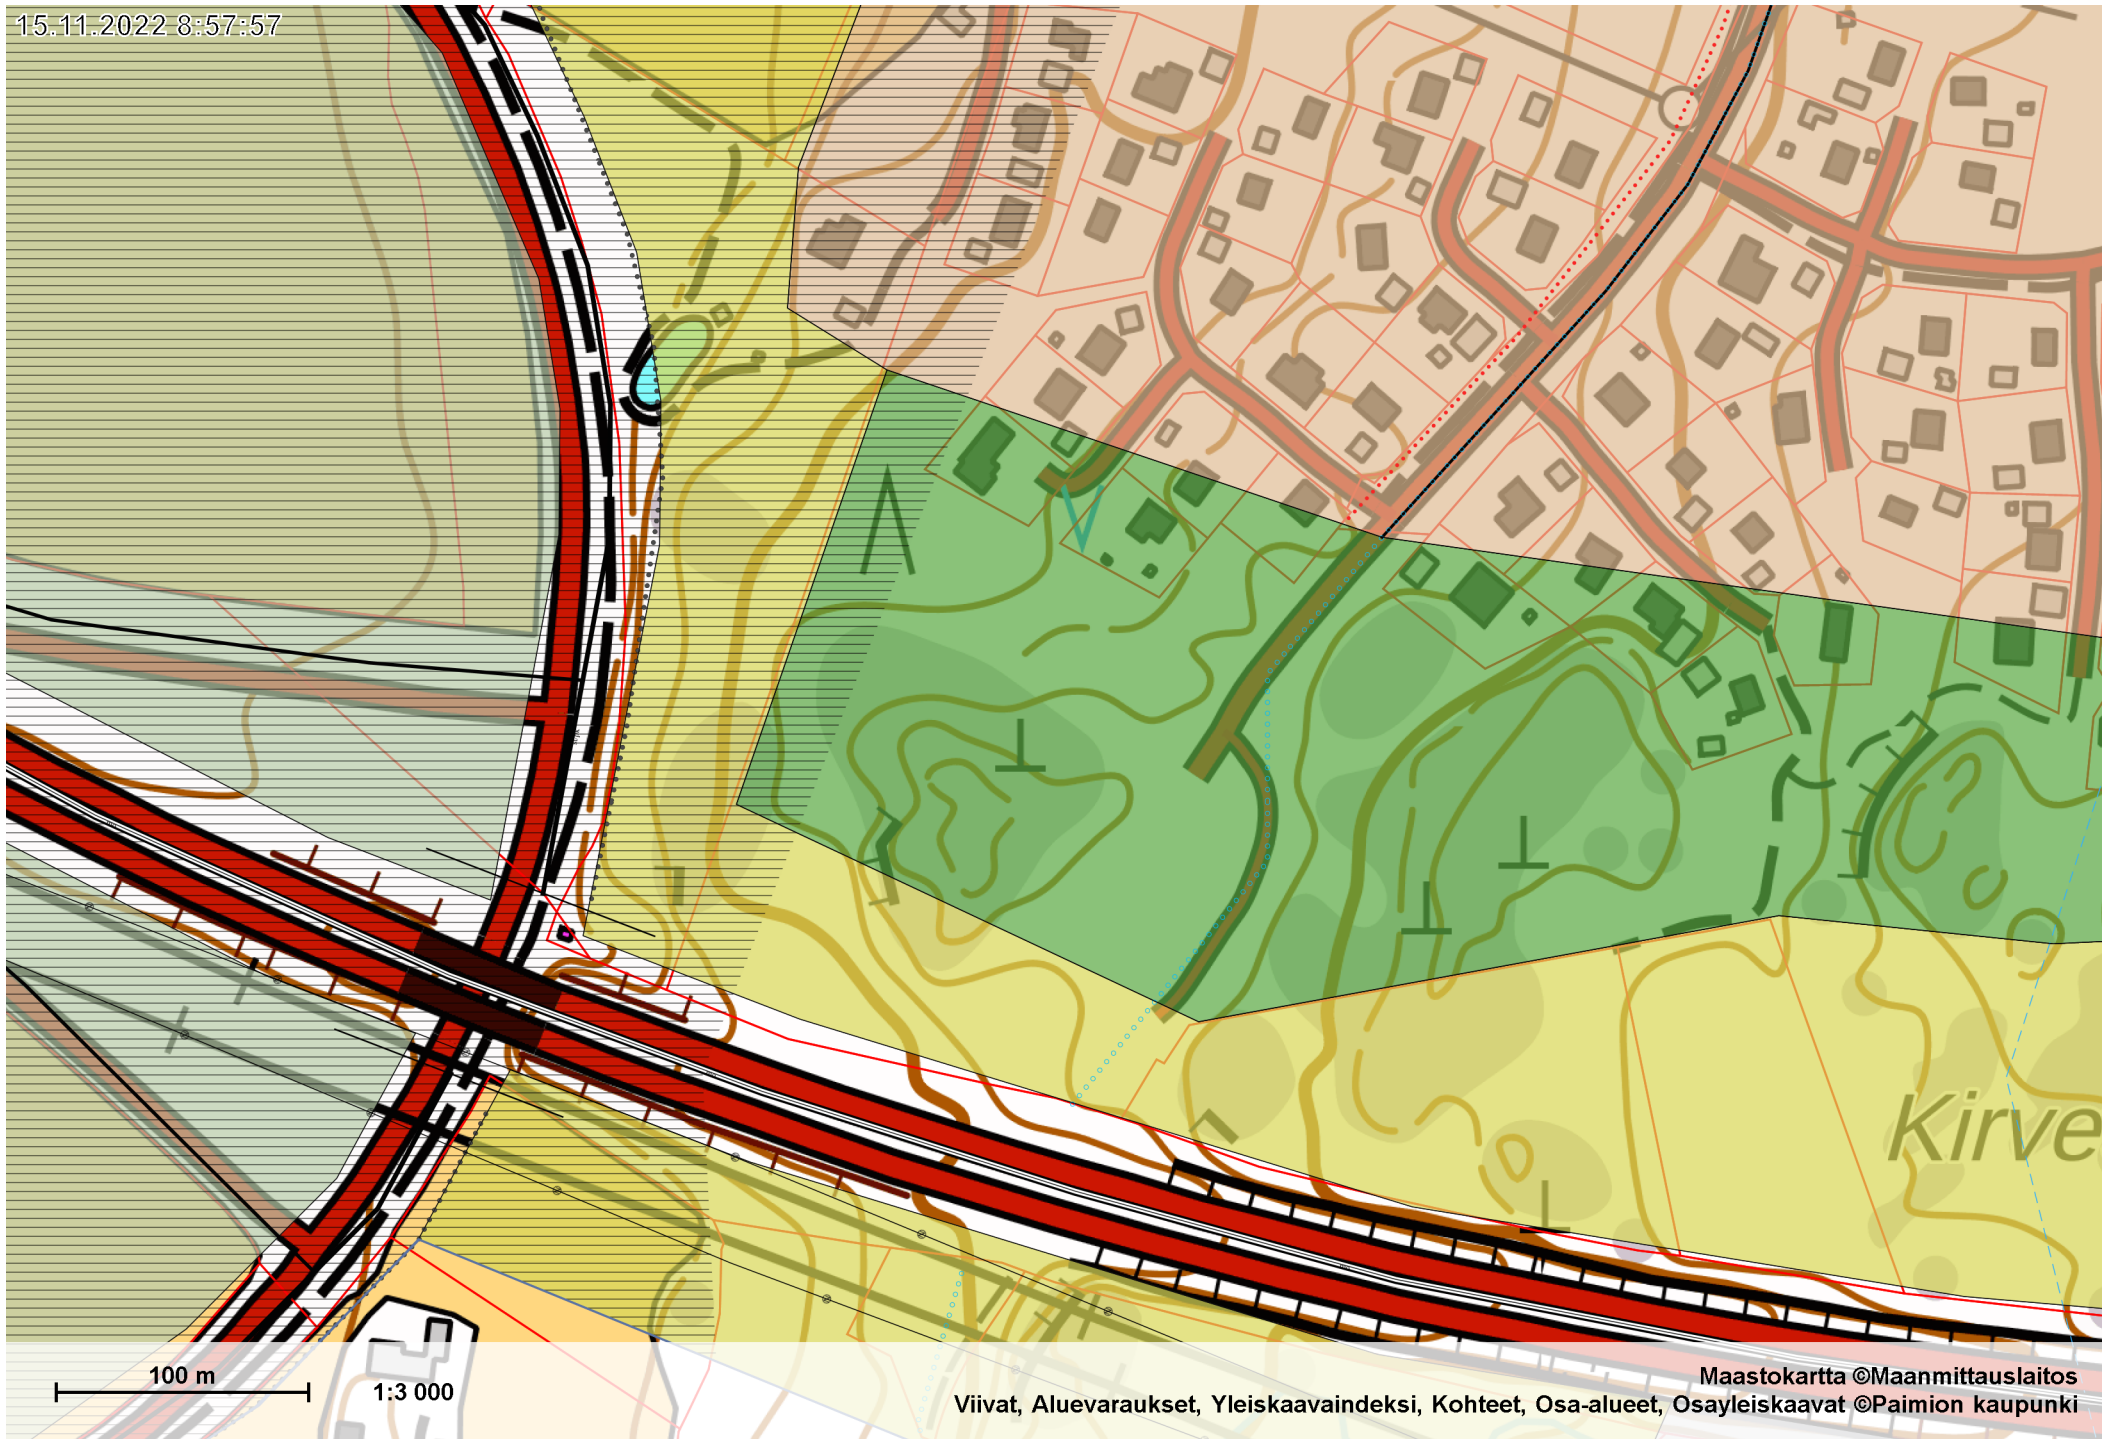 15.11.2022 8:57:57
Kirve
100 m
1:3 000
Maastokartta ©Maanmittauslaitos
Viivat, Aluevaraukset, Yleiskaavaindeksi, Kohteet, Osa-alueet, Osayleiskaavat ©Paimion kaupunki